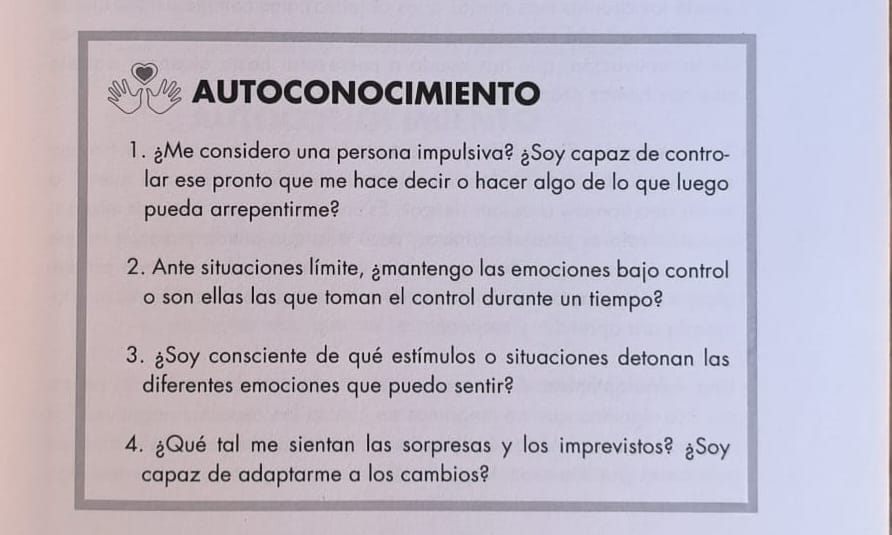 AUTOCONOCIMIENTO
1. ¿Me considero una persona impulsiva? ¿Soy capaz de contro-
lar ese pronto que me hace decir o hacer algo de lo que luego
pueda arrepentirme?
2. Ante situaciones límite, ¿mantengo las emociones bajo control
o son ellas las que toman el control durante un tiempo?
3. ¿Soy consciente de qué estímulos o situaciones detonan las
diferentes emociones que puedo sentir?
4. ¿Qué tal me sientan las sorpresas y los imprevistos? ¿Soy
capaz de adaptarme a los cambios?